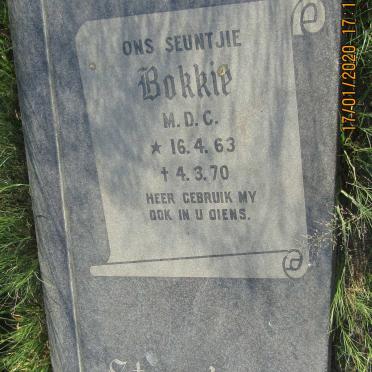 ONS SEUNTJIE
Bokkie
M.D.C.
★ 16.4.63
† 4.3.70
HEER GEBRUIK MY
OOK IN U DIENS.
17/01/2020 17:1